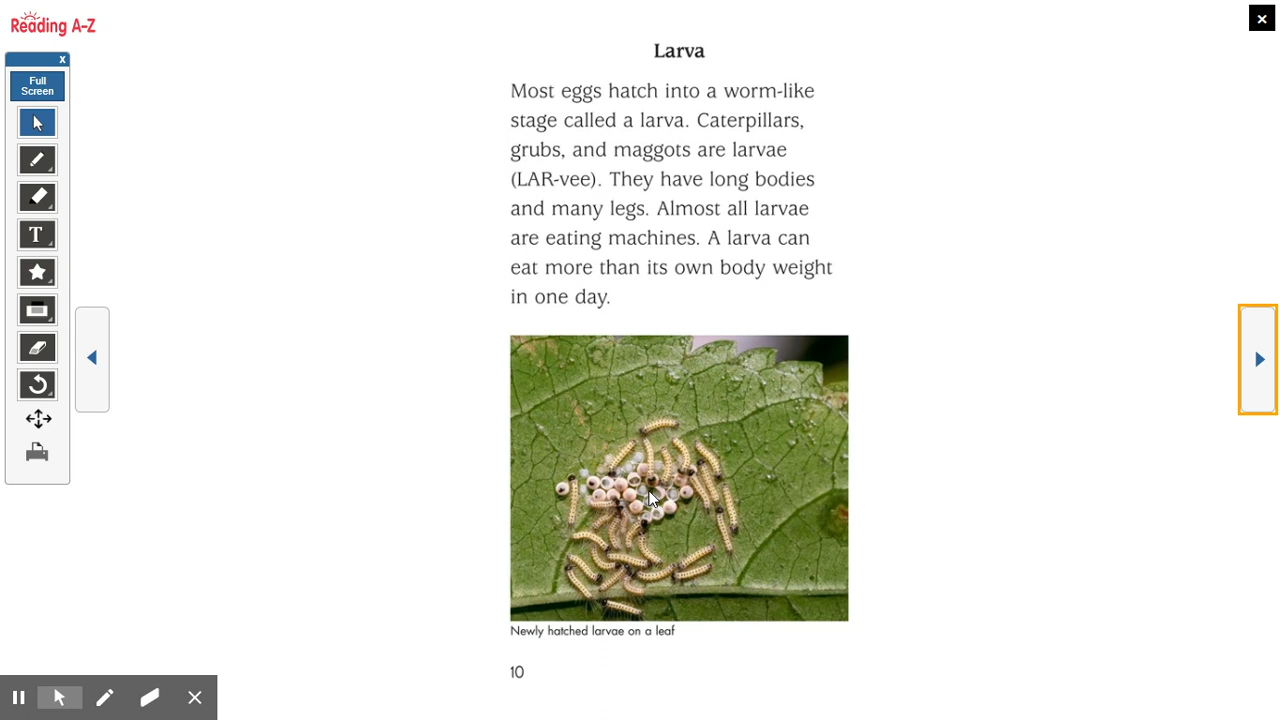 Reading A-Z
x
Full
Screen
T
Larva
Most eggs hatch into a worm-like
stage called a larva. Caterpillars,
grubs, and maggots are larvae
(LAR-vee). They have long bodies
and many legs. Almost all larvae
are eating machines. A larva can
eat more than its own body weight
in one day.
Newly hatched larvae on a leaf
10